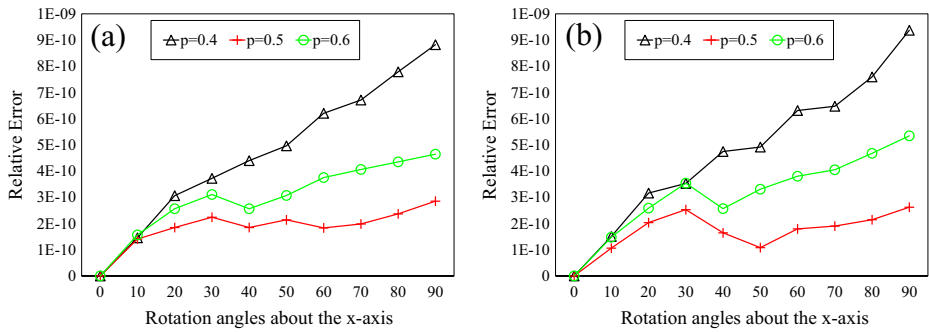 (a)
p=0.4 p=0.5 p=0.6
Relative Error
1E-09
9E-10
8E-10
7E-10
6E-10
5E-10
4E-10
3E-10
2E-10
1E-10
0
0 10 20 30 40 50 60 70 80 90
Rotation angles about the x-axis
(b)
p=0.4 p=0.5 p=0.6
Relative Error
1E-09
9E-10
8E-10
7E-10
6E-10
5E-10
4E-10
3E-10
2E-10
1E-10
0
0 10 20 30 40 50 60 70 80 90
Rotation angles about the x-axis